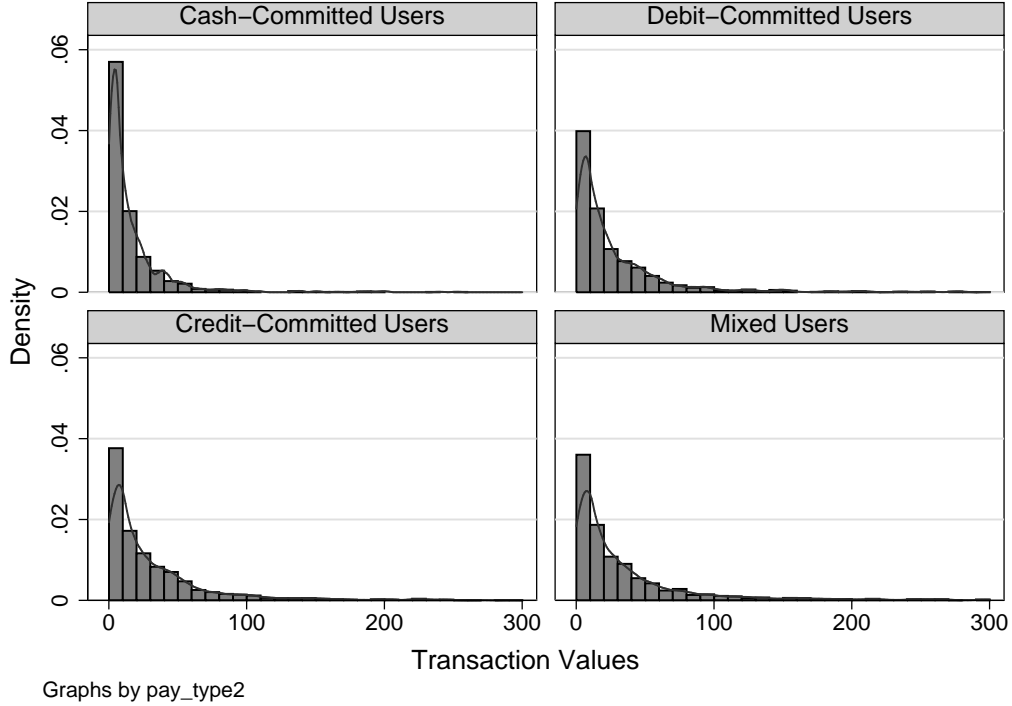 Cash−Committed Users
Debit−Committed Users
.06
.04
.02
0
Credit−Committed Users
Mixed Users
.06
.04
.02
0
0 100 200 300
0 100 200 300
Density
Transaction Values
Graphs by pay_type2